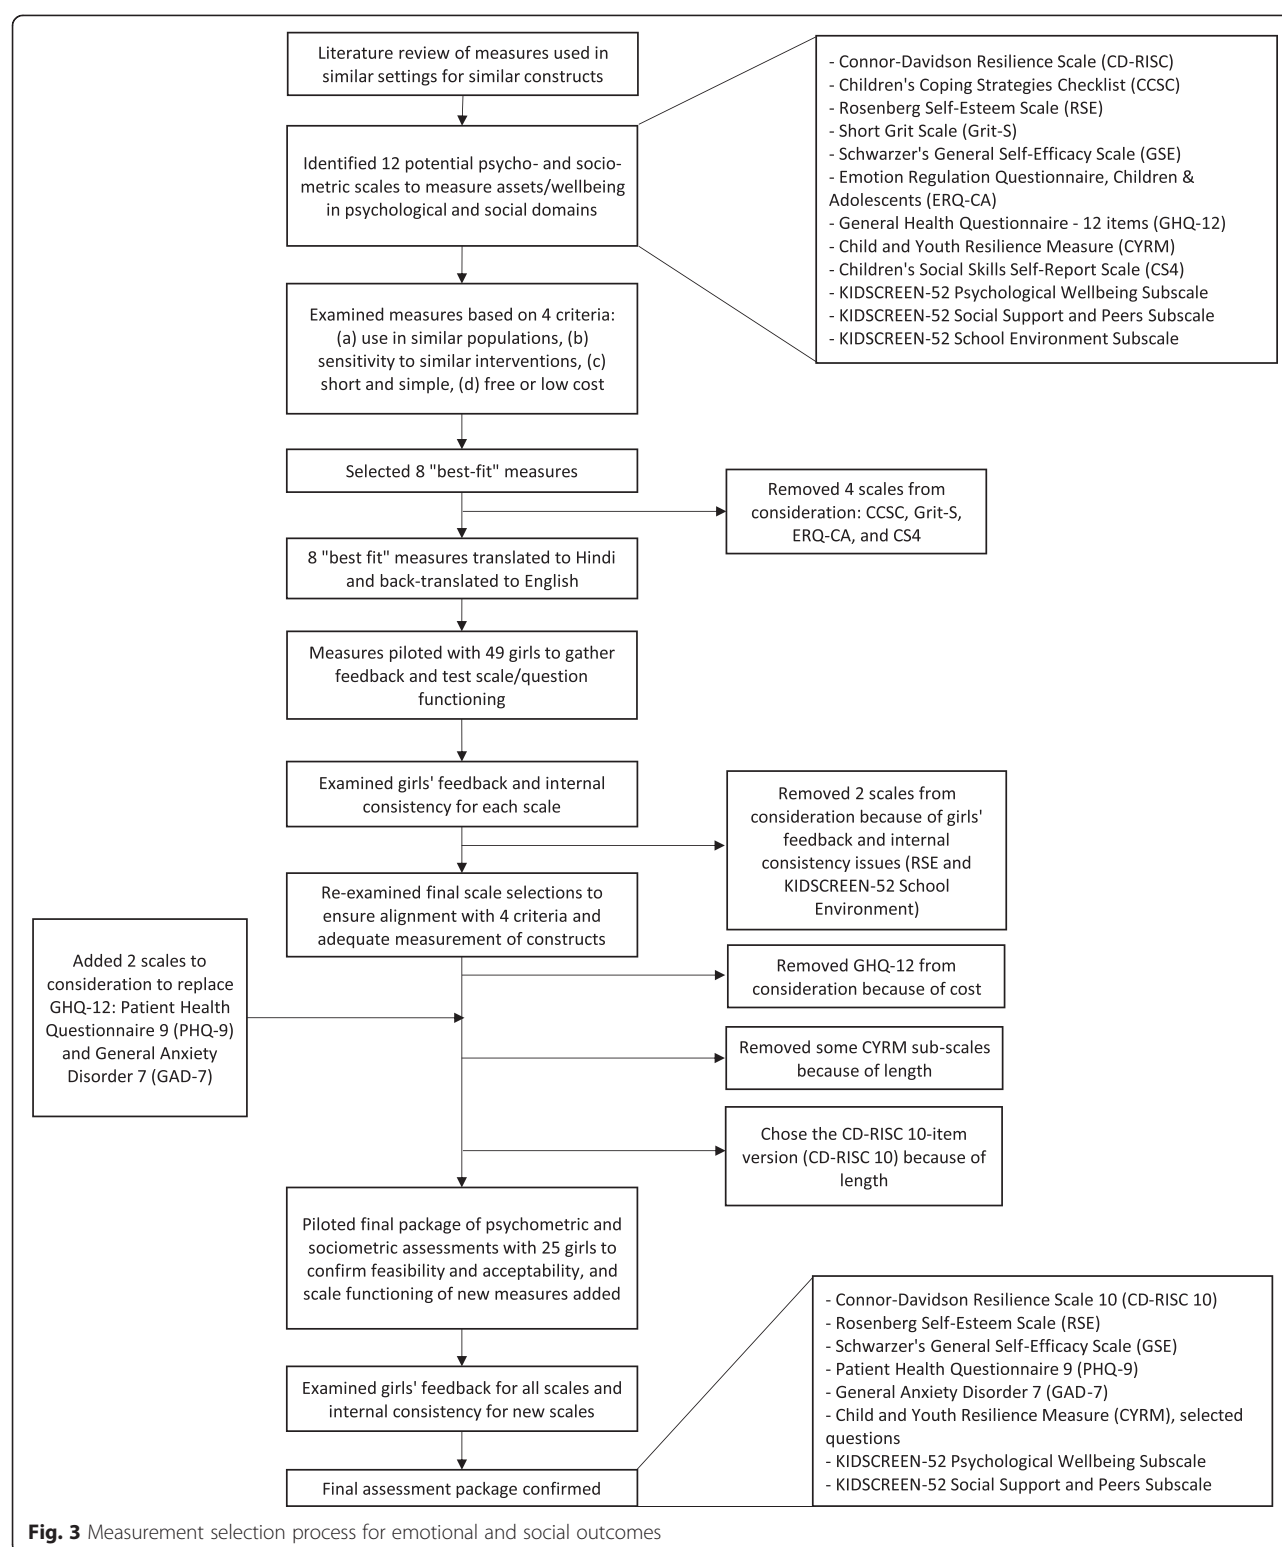 Literature review of measures used in
similar settings for similar constructs
Identified 12 potential psycho- and socio-
metric scales to measure assets/wellbeing
in psychological and social domains
- Connor-Davidson Resilience Scale (CD-RISC)
- Children's Coping Strategies Checklist (CCSC)
- Rosenberg Self-Esteem Scale (RSE)
- Short Grit Scale (Grit-S)
- Schwarzer's General Self-Efficacy Scale (GSE)
- Emotion Regulation Questionnaire, Children &
Adolescents (ERQ-CA)
- General Health Questionnaire - 12 items (GHQ-12)
- Child and Youth Resilience Measure (CYRM)
- Children's Social Skills Self-Report Scale (CS4)
- KIDSCREEN-52 Psychological Wellbeing Subscale
- KIDSCREEN-52 Social Support and Peers Subscale
- KIDSCREEN-52 School Environment Subscale
Examined measures based on 4 criteria:
(a) use in similar populations, (b)
sensitivity to similar interventions, (c)
short and simple, (d) free or low cost
Selected 8 "best-fit" measures
Removed 4 scales from
consideration: CCSC, Grit-S,
ERQ-CA, and CS4
8 "best fit" measures translated to Hindi
and back-translated to English
Measures piloted with 49 girls to gather
feedback and test scale/question
functioning
Examined girls' feedback and internal
consistency for each scale
Removed 2 scales from
consideration because of girls'
feedback and internal
consistency issues (RSE and
KIDSCREEN-52 School
Environment)
Re-examined final scale selections to
ensure alignment with 4 criteria and
adequate measurement of constructs
Added 2 scales to
consideration to replace
GHQ-12: Patient Health
Questionnaire 9 (PHQ-9)
and General Anxiety
Disorder 7 (GAD-7)
Removed GHQ-12 from
consideration because of cost
Removed some CYRM sub-scales
because of length
Chose the CD-RISC 10-item
version (CD-RISC 10) because of
length
Piloted final package of psychometric and
sociometric assessments with 25 girls to
confirm feasibility and acceptability, and
scale functioning of new measures added
Examined girls' feedback for all scales and
internal consistency for new scales
Final assessment package confirmed
- Connor-Davidson Resilience Scale 10 (CD-RISC 10)
- Rosenberg Self-Esteem Scale (RSE)
- Schwarzer's General Self-Efficacy Scale (GSE)
- Patient Health Questionnaire 9 (PHQ-9)
- General Anxiety Disorder 7 (GAD-7)
- Child and Youth Resilience Measure (CYRM), selected
questions
- KIDSCREEN-52 Psychological Wellbeing Subscale
- KIDSCREEN-52 Social Support and Peers Subscale
Fig. 3 Measurement selection process for emotional and social outcomes